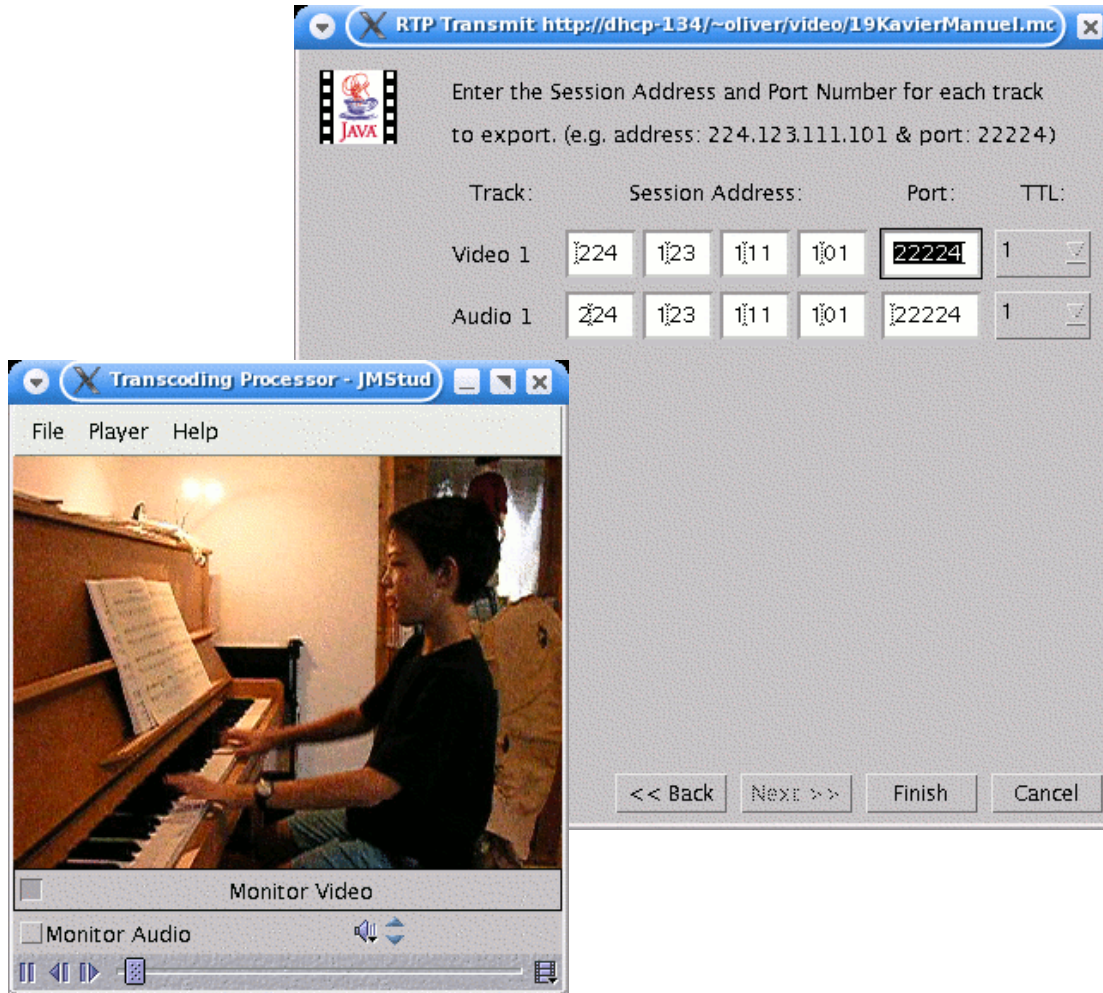 RTP Transmit http://dhcp-134/~oliver/video/19KavierManuel.mo
JAVA
Enter the Session Address and Port Number for each track
to export. (e.g. address: 224.123.111.101 & port: 22224)
Track: Session Address: Port: TTL:
Video 1 224 123 111 101 22224 1
Audio 1 224 123 111 101 22224 1
<< Back Next >> Finish Cancel
Transcoding Processor - JMStud
File Player Help
Monitor Video
Monitor Audio